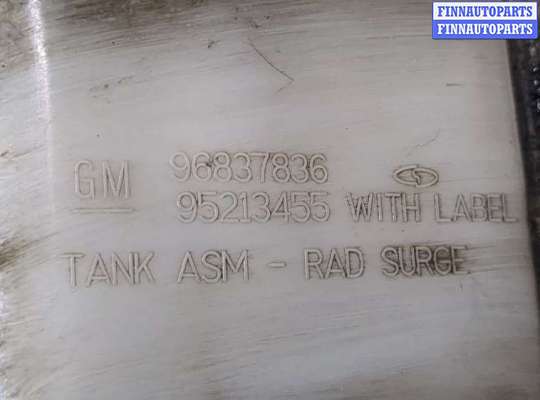 FINNAUTOPARTS
FINNAUTOPARTS
GM 96837836
95213455 WITH LABEL
TANK ASM - RAD SURGE